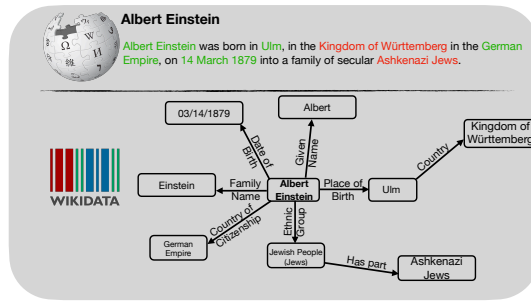 Albert Einstein
Albert Einstein was born in Ulm, in the Kingdom of Württemberg in the German
Empire, on 14 March 1879 into a family of secular Ashkenazi Jews.
Ω W
維
03/14/1879
Albert
Kingdom of
Württemberg
Date of
Birth
Given
Name
Country
WIKIDATA
Einstein
Family
Name
Albert
Einstein
Place of
Birth
Ulm
Country of
Citizenship
Ethnic
Group
German
Empire
Jewish People
(Jews)
Has part
Ashkenazi
Jews